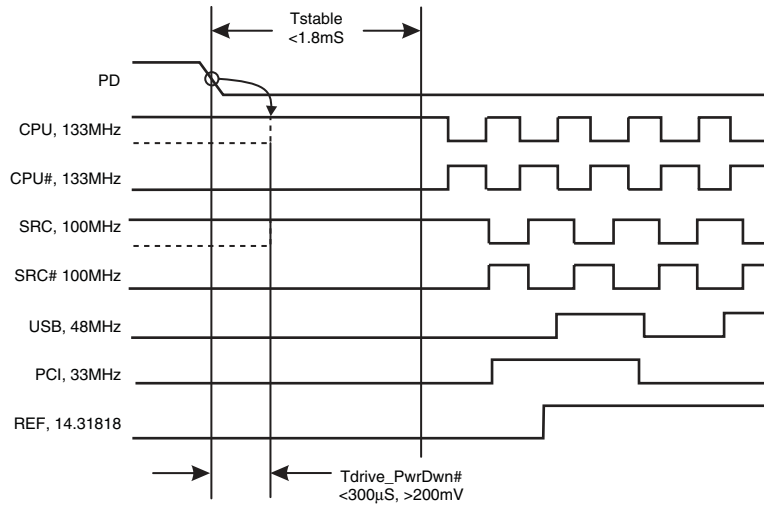 Tstable
<1.8mS
PD
CPU, 133MHz
CPU#, 133MHz
SRC, 100MHz
SRC# 100MHz
USB, 48MHz
PCI, 33MHz
REF, 14.31818
Tdrive_PwrDwn#
<300μS, >200mV